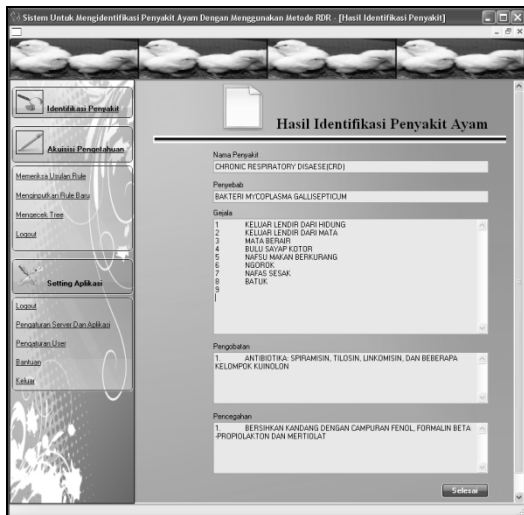 Sistem Untuk Mengidentifikasi Penyakit Ayam Dengan Menggunakan Metode RDR - [Hasil Identifikasi Penyakit]
Identifikasi Penyakit
Akuisisi Pengetahuan
Memeriksa Usulan Rule
Menginputkan Rule Baru
Mengecek Tree
Logout
Setting Aplikasi
Logout
Pengaturan Server Dan Aplikasi
Pengaturan User
Bantuan
Keluar
Hasil Identifikasi Penyakit Ayam
Nama Penyakit
CHRONIC RESPIRATORY DISAESE(CRD)
Penyebab
BAKTERI MYCOPLASMA GALLISEPTICUM
Gejala
1 KELUAR LENDIR DARI HIDUNG
2 KELUAR LENDIR DARI MATA
3 MATA BERAIR
4 BULU SAYAP KOTOR
5 NAFSU MAKAN BERKURANG
6 NGOROK
7 NAFAS SESAK
8 BATUK
9
Pengobatan
1. ANTIBIOTIKA: SPIRAMISIN, TILOSIN, LINKOMISIN, DAN BEBERAPA
KELOMPOK KUINOLON
Pencegahan
1. BERSIHKAN KANDANG DENGAN CAMPURAN FENOL, FORMALIN BETA
-PROPIOLAKTON DAN MERTIOLAT
Selesai